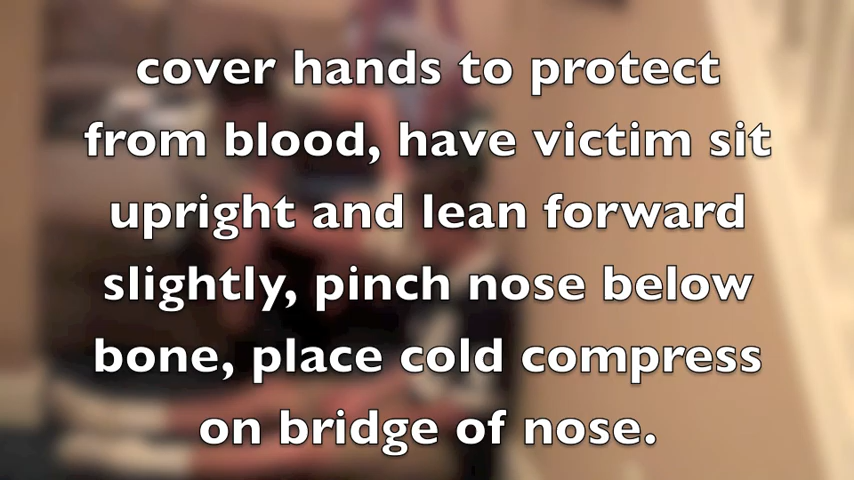 cover hands to protect
from blood, have victim sit
upright and lean forward
slightly, pinch nose below
bone, place cold compress
on bridge of nose.